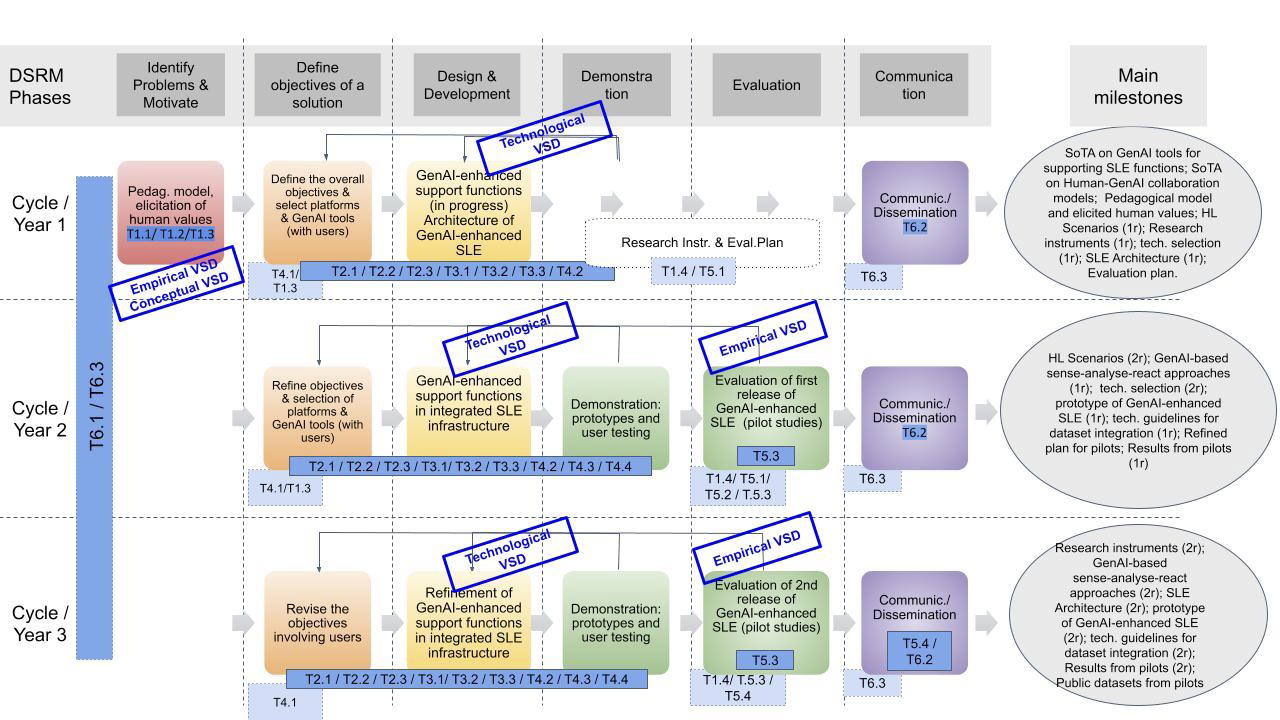 DSRM
Phases
Identify
Problems &
Motivate
Define
objectives of a
solution
Design &
Development
Demonstra
tion
Evaluation
Communica
tion
Main
milestones
Cycle /
Year 1
Pedag. model,
elicitation of
human values
T1.1/ T1.2/T1.3
Empirical VSD
Conceptual VSD
Define the overall
objectives &
select platforms
& GenAI tools
(with users)
T4.1/
T1.3
Technological
VSD
GenAI-enhanced
support functions
(in progress)
Architecture of
GenAI-enhanced
SLE
T2.1 / T2.2 / T2.3 / T3.1 / T3.2 / T3.3 / T4.2
Research Instr. & Eval.Plan
T1.4 / T5.1
Communic./
Dissemination
T6.2
T6.3
SoTA on GenAI tools for
supporting SLE functions; SoTA
on Human-GenAI collaboration
models; Pedagogical model
and elicited human values; HL
Scenarios (1r); Research
instruments (1r); tech. selection
(1r); SLE Architecture (1r);
Evaluation plan.
T6.1 / T6.3
Cycle /
Year 2
Refine objectives
& selection of
platforms &
GenAI tools (with
users)
T4.1/T1.3
Technological
VSD
GenAI-enhanced
support functions
in integrated SLE
infrastructure
Demonstration:
prototypes and
user testing
T2.1 / T2.2 / T2.3 / T3.1/ T3.2 / T3.3 / T4.2 / T4.3 / T4.4
Empirical VSD
Evaluation of first
release of
GenAI-enhanced
SLE (pilot studies)
T5.3
T1.4/ T5.1/
T5.2 / T.5.3
Communic./
Dissemination
T6.2
T6.3
HL Scenarios (2r); GenAI-based
sense-analyse-react approaches
(1r); tech. selection (2r);
prototype of GenAI-enhanced
SLE (1r); tech. guidelines for
dataset integration (1r); Refined
plan for pilots; Results from pilots
(1r)
Cycle /
Year 3
Revise the
objectives
involving users
T4.1
Technological
VSD
Refinement of
GenAI-enhanced
support functions
in integrated SLE
infrastructure
Demonstration:
prototypes and
user testing
T2.1 / T2.2 / T2.3 / T3.1/ T3.2 / T3.3 / T4.2 / T4.3 / T4.4
Empirical VSD
Evaluation of 2nd
release of
GenAI-enhanced
SLE (pilot studies)
T5.3
T1.4/ T.5.3 /
T5.4
Communic./
Dissemination
T5.4 /
T6.2
T6.3
Research instruments (2r);
GenAI-based
sense-analyse-react
approaches (2r); SLE
Architecture (2r); prototype
of GenAI-enhanced SLE
(2r); tech. guidelines for
dataset integration (2r);
Results from pilots (2r);
Public datasets from pilots